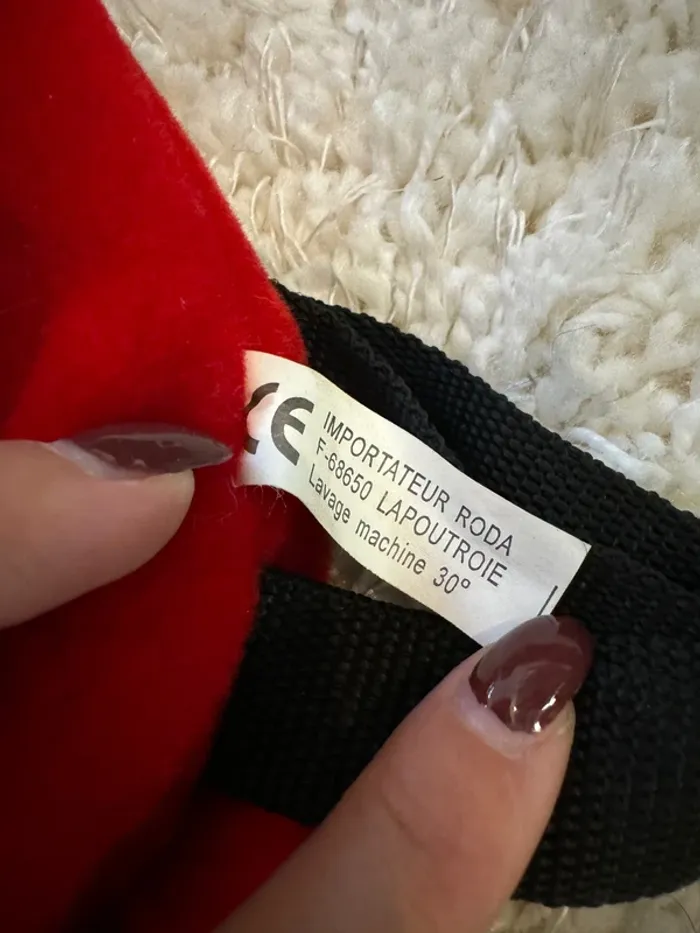 CE
IMPORTATEUR RODA
F-68650 LAPOUTROIE
Lavage machine 30°